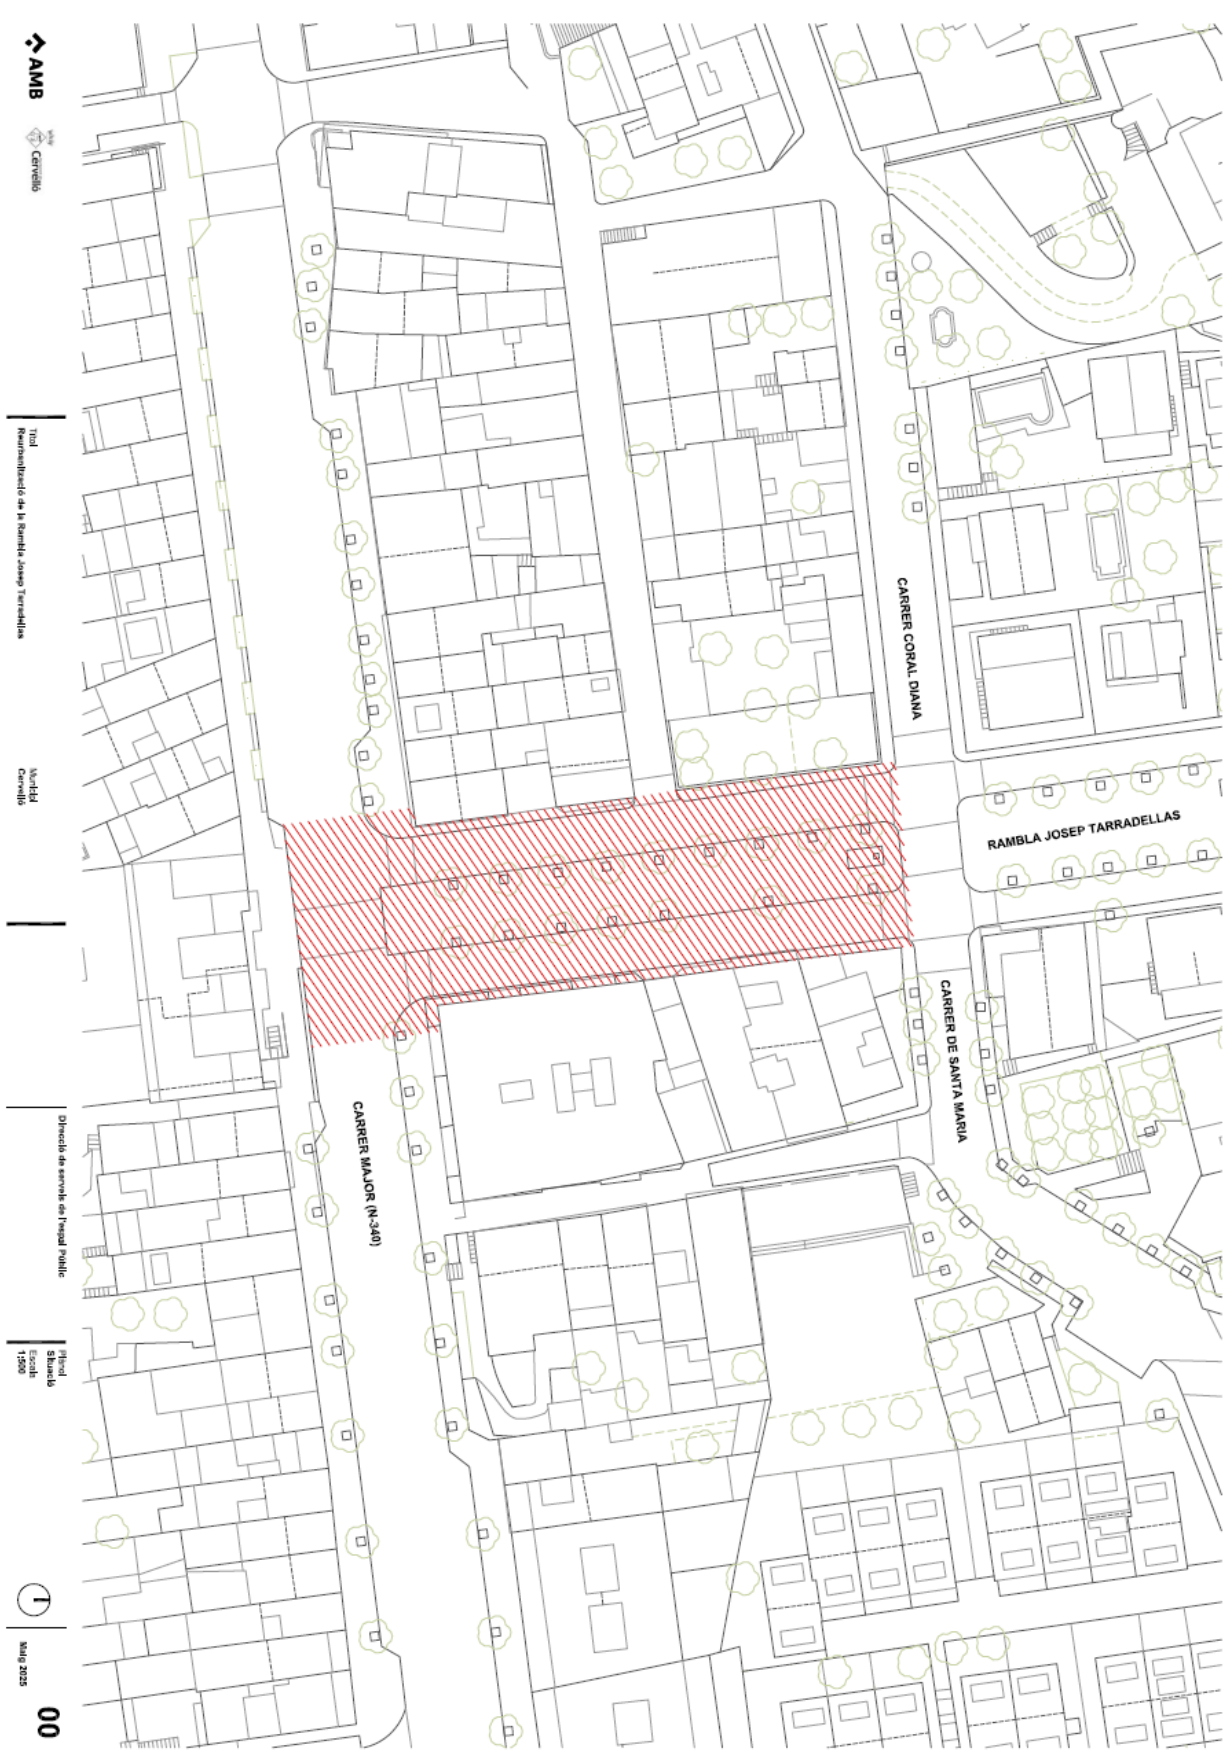 AMB
Cervelló
Títol
Reurbanització de la Rambla Josep Tarradellas
Municipi
Cervelló
Direcció de serveis de l'espai Públic
Plànol
Situació
Escala
1:500
Maig 2025
00
CARRER CORAL DIANA
RAMBLA JOSEP TARRADELLAS
CARRER DE SANTA MARIA
CARRER MAJOR (N-340)